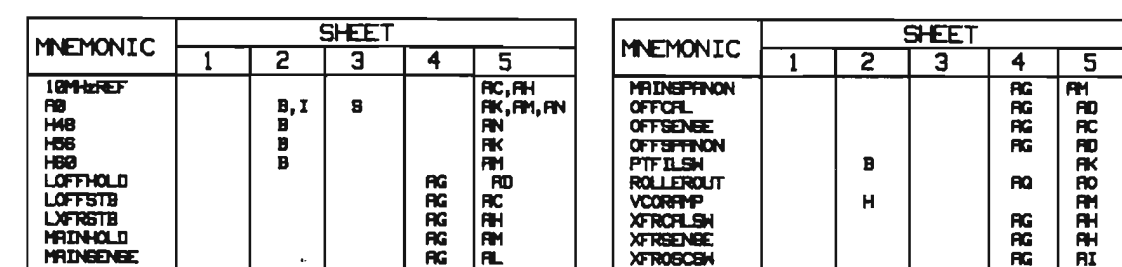 MNEMONIC SHEET
1 2 3 4 5
10MHzREF AC,AH
A0 B,I S AK,AM,AN
H48 B AN
H56 B AK
H60 B AM
LOFFHOLD AG AD
LOFFSTB AG AC
LXFRSTB AG AH
MAINHOLD AG AM
MAINSENSE AG AL
MNEMONIC SHEET
1 2 3 4 5
MAINSPANON AG AM
OFFCAL AG AD
OFFSENSE AG AC
OFFSPANON AG AD
PTFILSW B AK
ROLLEROUT AQ AO
VCORAMP H AM
XFRCALSW AG AH
XFRSENSE AG AH
XFROSCSW AG AI